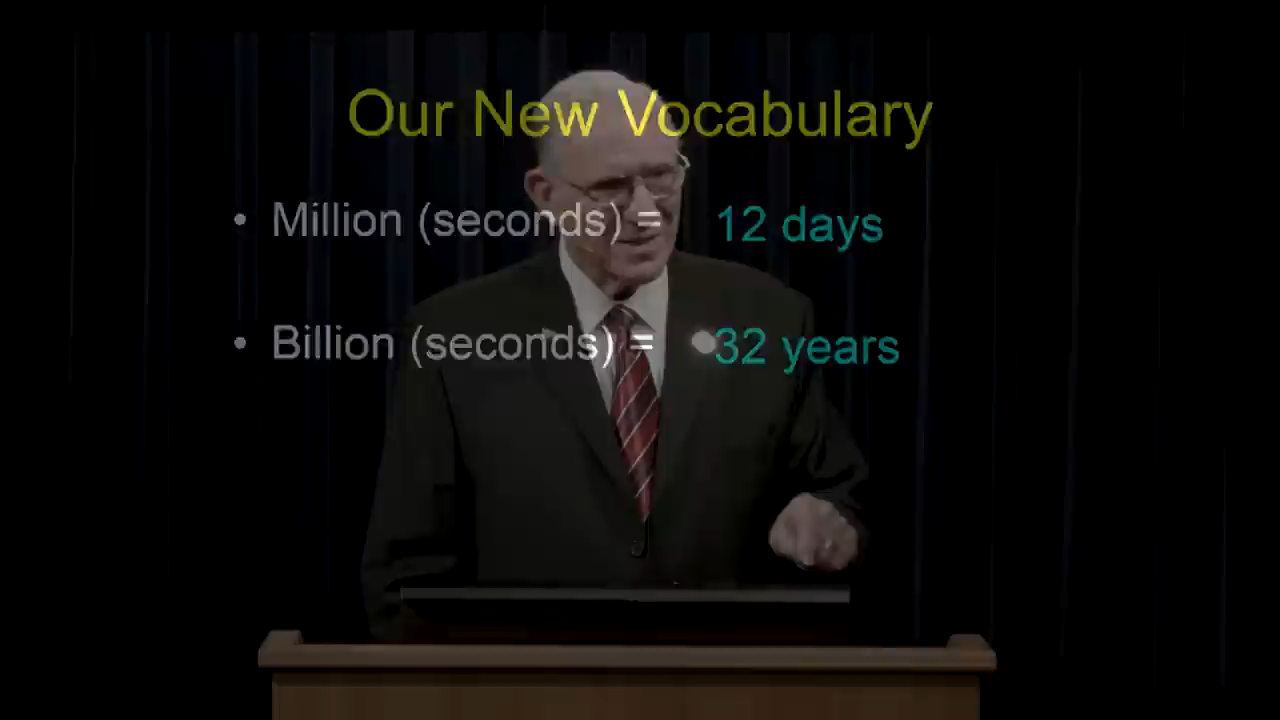 Our New Vocabulary
• Million (seconds) = 12 days
• Billion (seconds) = 32 years